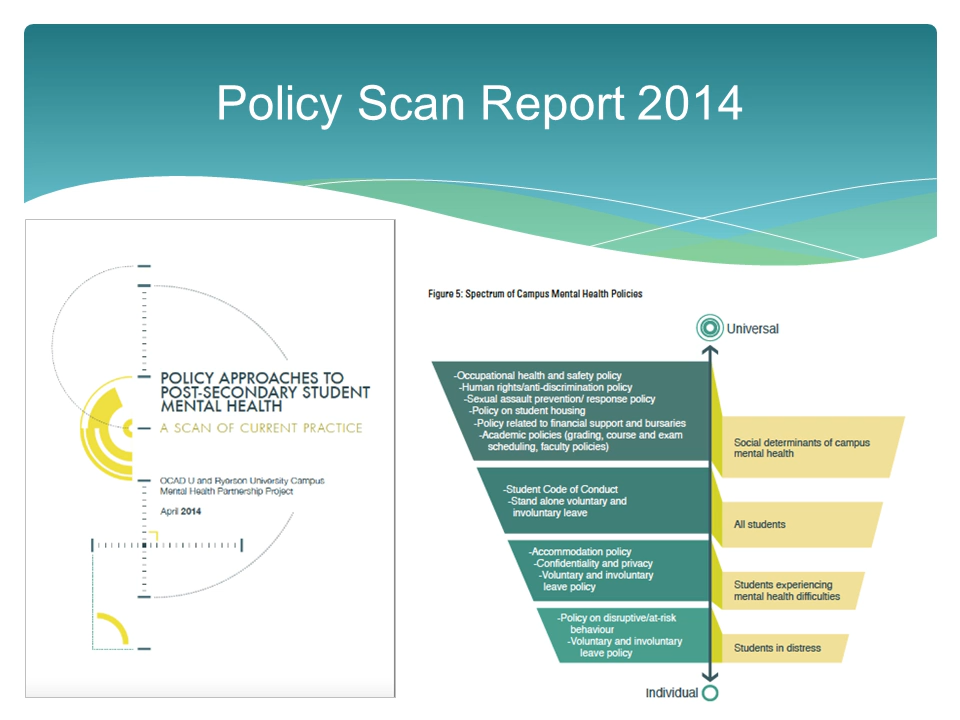 Policy Scan Report 2014
POLICY APPROACHES TO
POST-SECONDARY STUDENT
MENTAL HEALTH
A SCAN OF CURRENT PRACTICE
OCAD U and Ryerson University Campus
Mental Health Partnership Project
April 2014
Figure 5: Spectrum of Campus Mental Health Policies
Universal
-Occupational health and safety policy
-Human rights/anti-discrimination policy
-Sexual assault prevention/ response policy
-Policy on student housing
-Policy related to financial support and bursaries
-Academic policies (grading, course and exam
scheduling, faculty policies)
Social determinants of campus
mental health
-Student Code of Conduct
-Stand alone voluntary and
involuntary leave
All students
-Accommodation policy
-Confidentiality and privacy
-Voluntary and involuntary
leave policy
Students experiencing
mental health difficulties
-Policy on disruptive/at-risk
behaviour
-Voluntary and involuntary
leave policy
Students in distress
Individual